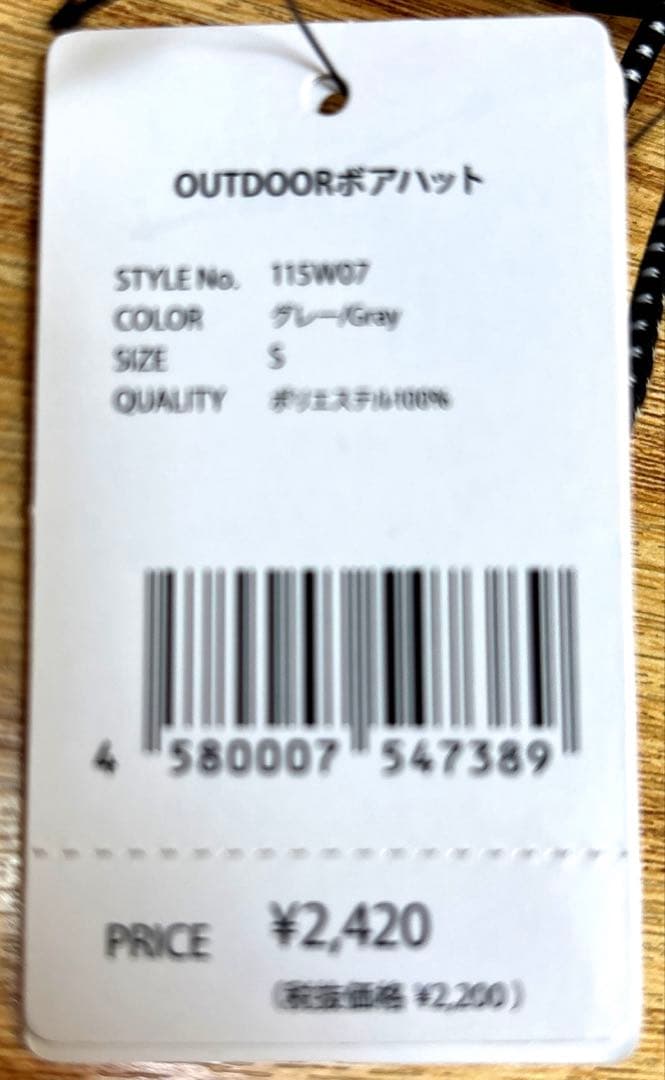 OUTDOORボアハット
STYLE No. 115W07
COLOR グレー/Gray
SIZE S
QUALITY ポリエステル100%
4 580007 547389
PRICE ¥2,420
(税抜価格 ¥2,200)